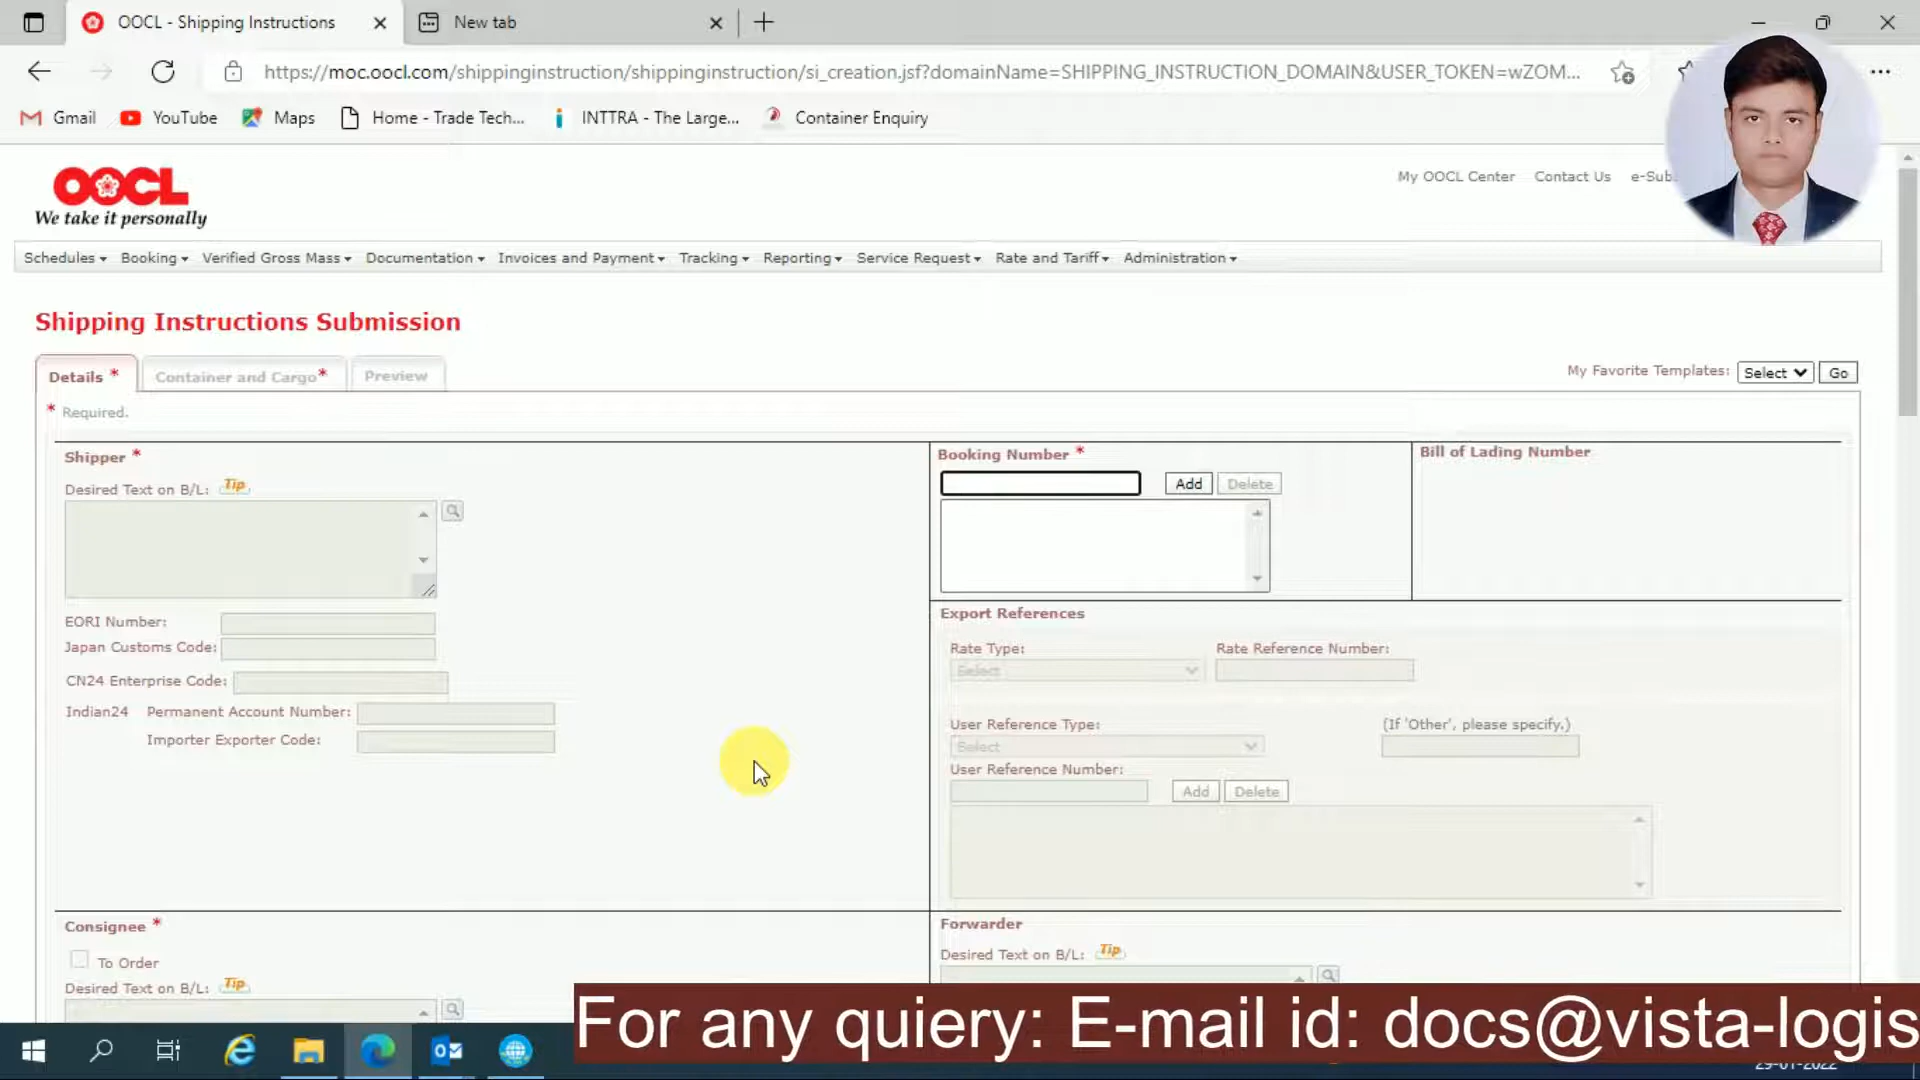 OOCL - Shipping Instructions
New tab
https://moc.oocl.com/shippinginstruction/shippinginstruction/si_creation.jsf?domainName=SHIPPING_INSTRUCTION_DOMAIN&USER_TOKEN=wZOM...
Gmail YouTube Maps Home - Trade Tech... INTTRA - The Large... Container Enquiry
OOCL
We take it personally
My OOCL Center Contact Us e-Sub
Schedules Booking Verified Gross Mass Documentation Invoices and Payment Tracking Reporting Service Request Rate and Tariff Administration
Shipping Instructions Submission
Details * Container and Cargo* Preview
My Favorite Templates: Select Go
* Required.
Shipper *
Desired Text on B/L: Tip
EORI Number:
Japan Customs Code:
CN24 Enterprise Code:
Indian24 Permanent Account Number:
Importer Exporter Code:
Booking Number *
Add Delete
Bill of Lading Number
Export References
Rate Type: Rate Reference Number:
Select
User Reference Type: (If 'Other', please specify.)
Select
User Reference Number:
Add Delete
Consignee *
To Order
Desired Text on B/L: Tip
Forwarder
Desired Text on B/L: Tip
For any quiery: E-mail id: docs@vista-logis
29-01-2022